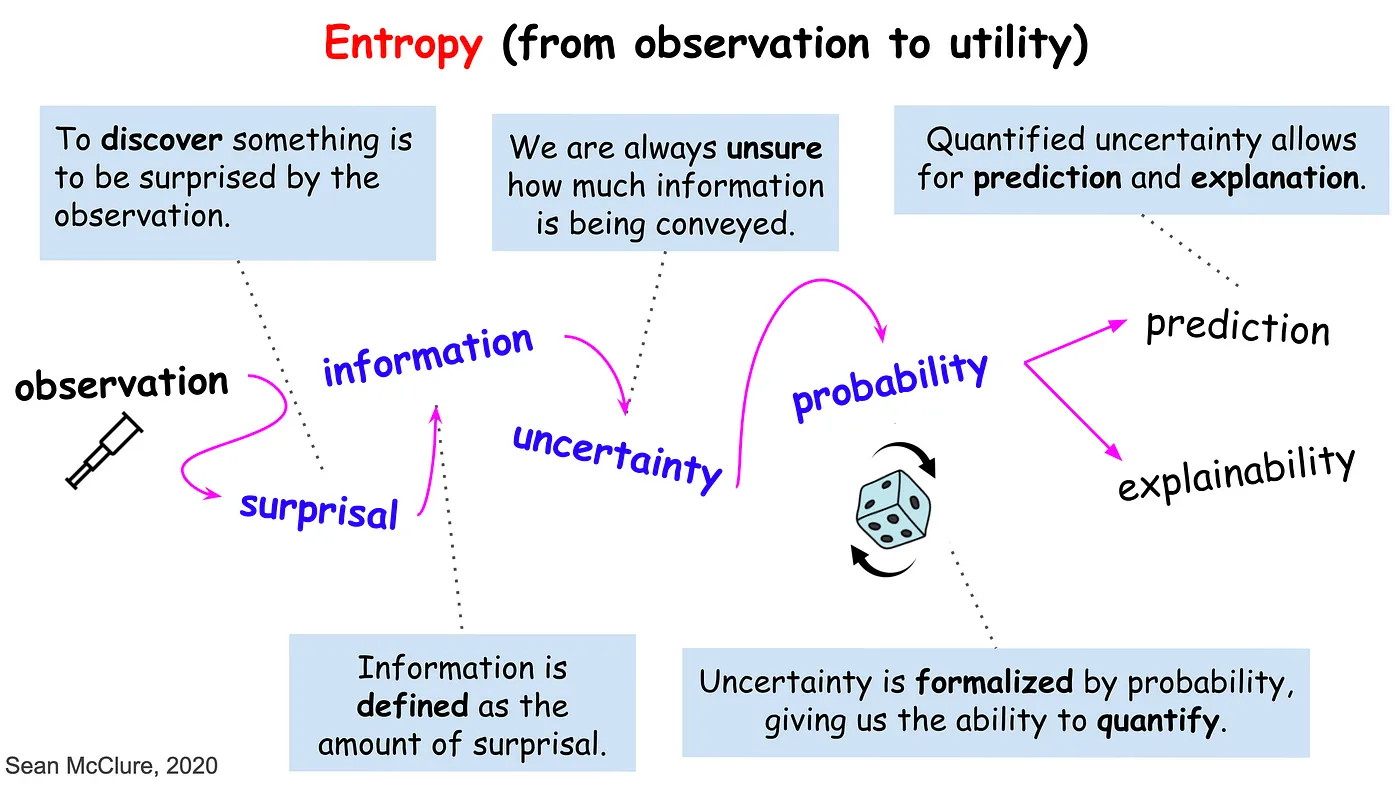 Entropy (from observation to utility)
To discover something is
to be surprised by the
observation.
We are always unsure
how much information
is being conveyed.
Quantified uncertainty allows
for prediction and explanation.
observation
surprisal
information
uncertainty
probability
prediction
explainability
Information is
defined as the
amount of surprisal.
Uncertainty is formalized by probability,
giving us the ability to quantify.
Sean McClure, 2020